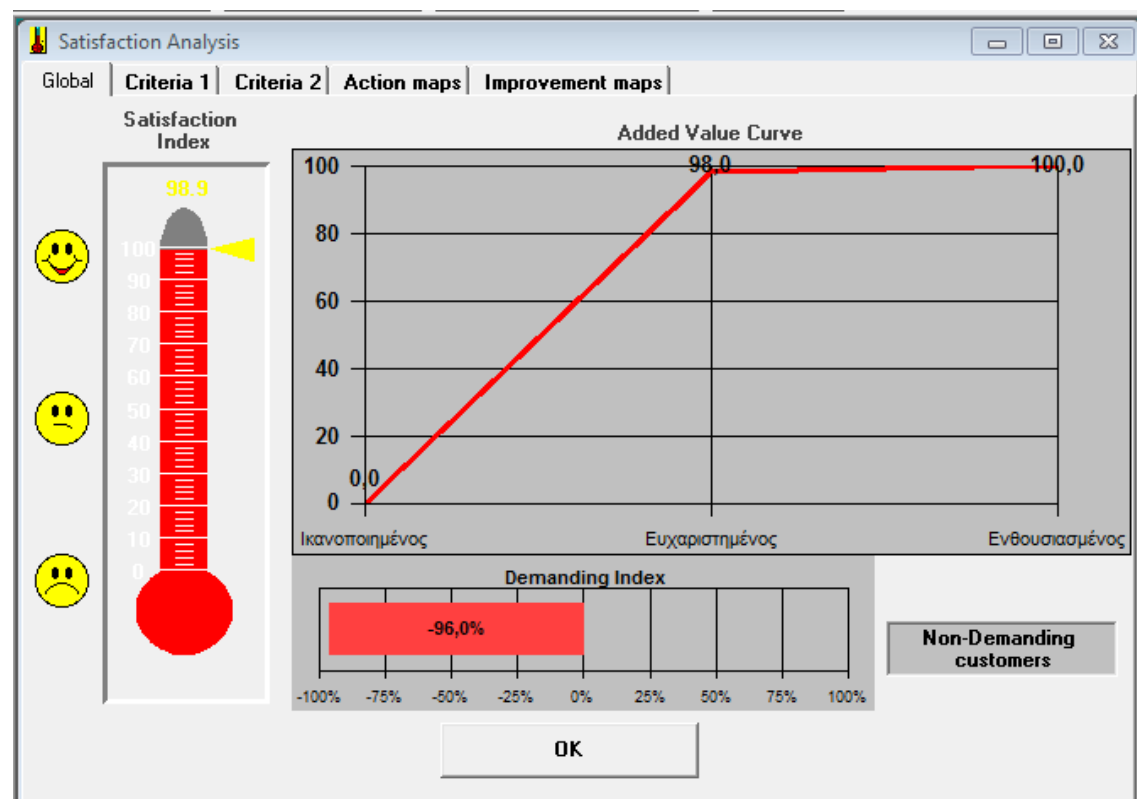 Satisfaction Analysis
Global Criteria 1 Criteria 2 Action maps Improvement maps
Satisfaction
Index
98.9
100
90
80
70
60
50
40
30
20
10
0
Added Value Curve
100
80
60
40
20
0
0,0
98,0
100,0
Ικανοποιημένος Ευχαριστημένος Ενθουσιασμένος
Demanding Index
-96,0%
-100% -75% -50% -25% 0% 25% 50% 75% 100%
Non-Demanding
customers
OK